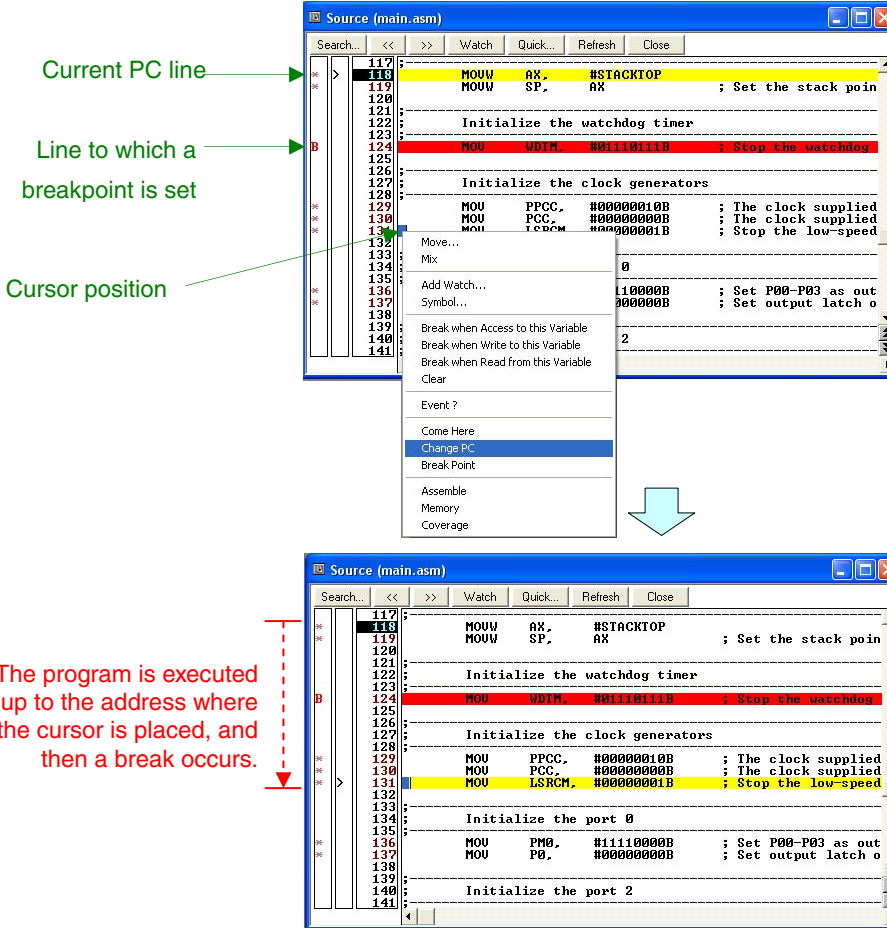 Source (main.asm)
Search... << >> Watch Quick... Refresh Close
Current PC line
Line to which a
breakpoint is set
Cursor position
117 ;
* > 118 MOVW AX, #STACKTOP
* 119 MOVW SP, AX ; Set the stack poin
120
121 ;
122 ; Initialize the watchdog timer
123 ;
B 124 MOV WDTM, #01110111B ; Stop the watchdog
125
126 ;
127 ; Initialize the clock generators
128 ;
* 129 MOV PPCC, #00000010B ; The clock supplied
* 130 MOV PCC, #00000000B ; The clock supplied
* 131 MOV LSRCM, #00000001B ; Stop the low-speed
132
133 ;
134 ; 0
135 ;
* 136 110000B ; Set P00-P03 as out
* 137 000000B ; Set output latch o
138
139 ;
140 ; 2
141 ;
Move...
Mix
Add Watch...
Symbol...
Break when Access to this Variable
Break when Write to this Variable
Break when Read from this Variable
Clear
Event ?
Come Here
Change PC
Break Point
Assemble
Memory
Coverage
Source (main.asm)
Search... << >> Watch Quick... Refresh Close
The program is executed
up to the address where
the cursor is placed, and
then a break occurs.
117 ;
* 118 MOVW AX, #STACKTOP
* 119 MOVW SP, AX ; Set the stack poin
120
121 ;
122 ; Initialize the watchdog timer
123 ;
B 124 MOV WDTM, #01110111B ; Stop the watchdog
125
126 ;
127 ; Initialize the clock generators
128 ;
* 129 MOV PPCC, #00000010B ; The clock supplied
* 130 MOV PCC, #00000000B ; The clock supplied
* > 131 MOV LSRCM, #00000001B ; Stop the low-speed
132
133 ;
134 ; Initialize the port 0
135 ;
* 136 MOV PM0, #11110000B ; Set P00-P03 as out
* 137 MOV P0, #00000000B ; Set output latch o
138
139 ;
140 ; Initialize the port 2
141 ;